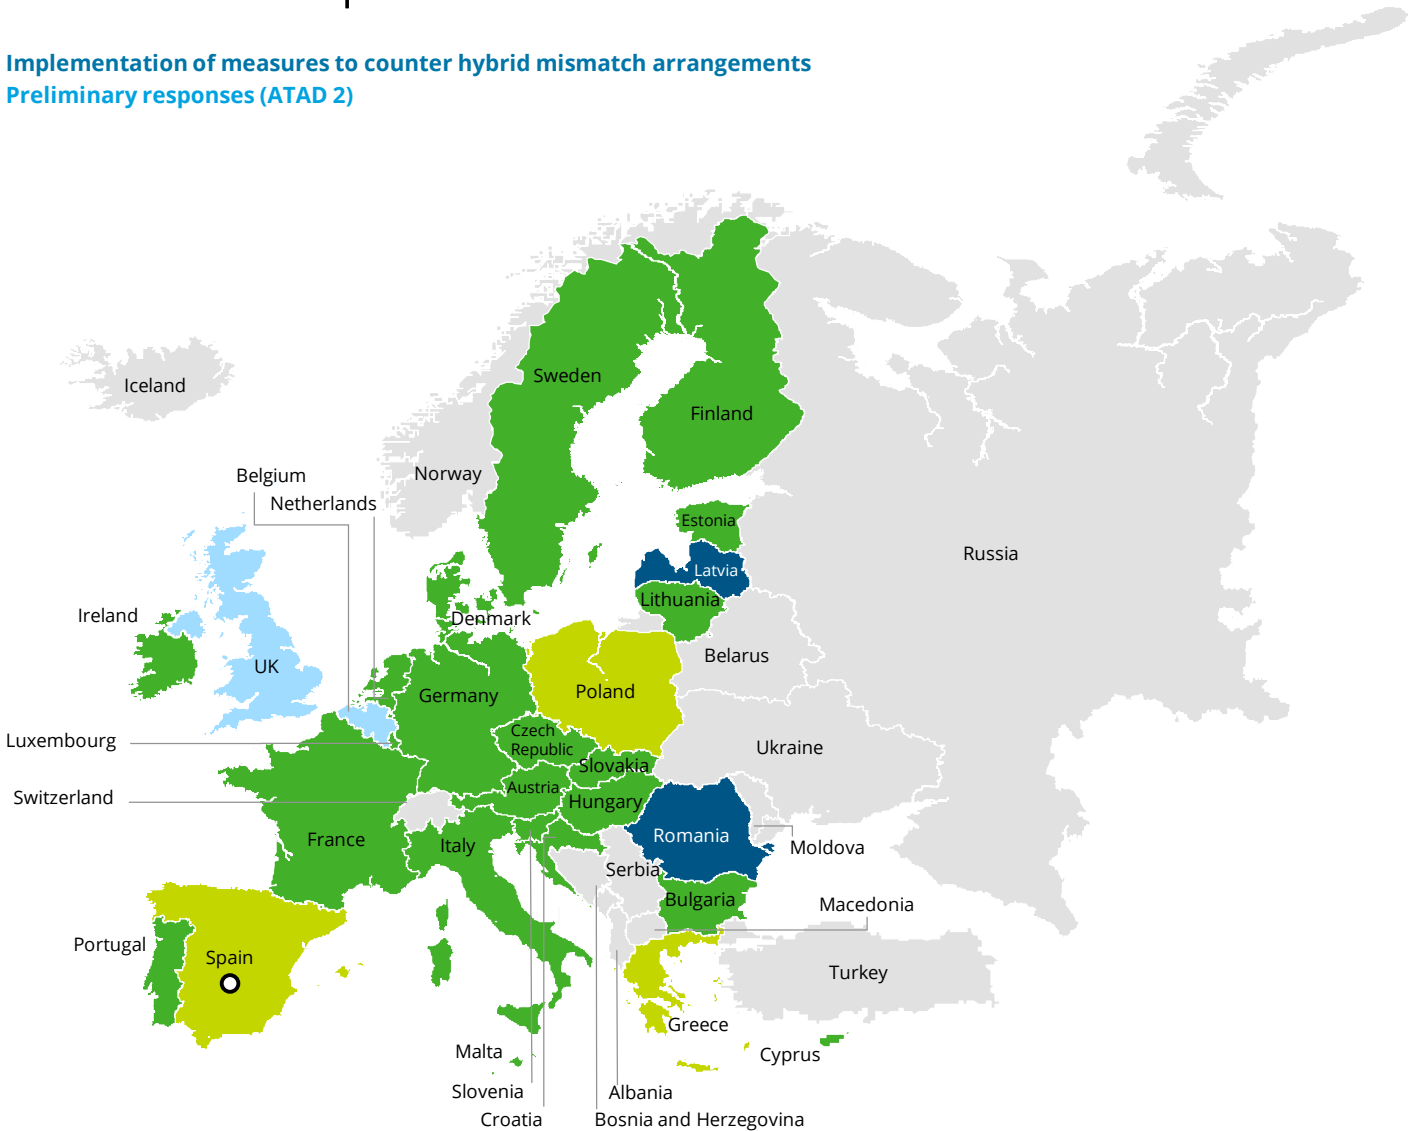 Implementation of measures to counter hybrid mismatch arrangements
Preliminary responses (ATAD 2)
Iceland
Sweden
Finland
Norway
Belgium
Netherlands
Estonia
Russia
Latvia
Lithuania
Ireland
Denmark
Belarus
UK
Poland
Germany
Czech
Republic
Luxembourg
Ukraine
Slovakia
Austria
Switzerland
Hungary
France
Italy
Romania
Moldova
Serbia
Bulgaria
Macedonia
Portugal
Spain
Turkey
Greece
Malta
Cyprus
Slovenia
Albania
Croatia
Bosnia and Herzegovina